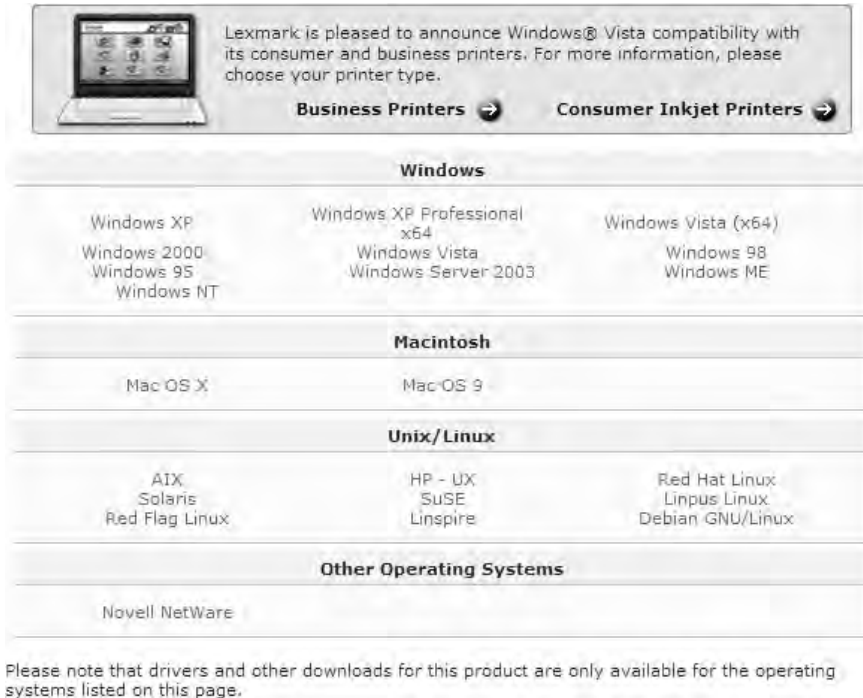 Lexmark is pleased to announce Windows® Vista compatibility with
its consumer and business printers. For more information, please
choose your printer type.
Business Printers Consumer Inkjet Printers
Windows
Windows XP Windows XP Professional x64 Windows Vista (x64)
Windows 2000 Windows Vista Windows 98
Windows 95 Windows Server 2003 Windows ME
Windows NT
Macintosh
Mac OS X Mac OS 9
Unix/Linux
AIX HP - UX Red Hat Linux
Solaris SuSE Linpus Linux
Red Flag Linux Linspire Debian GNU/Linux
Other Operating Systems
Novell NetWare
Please note that drivers and other downloads for this product are only available for the operating
systems listed on this page.